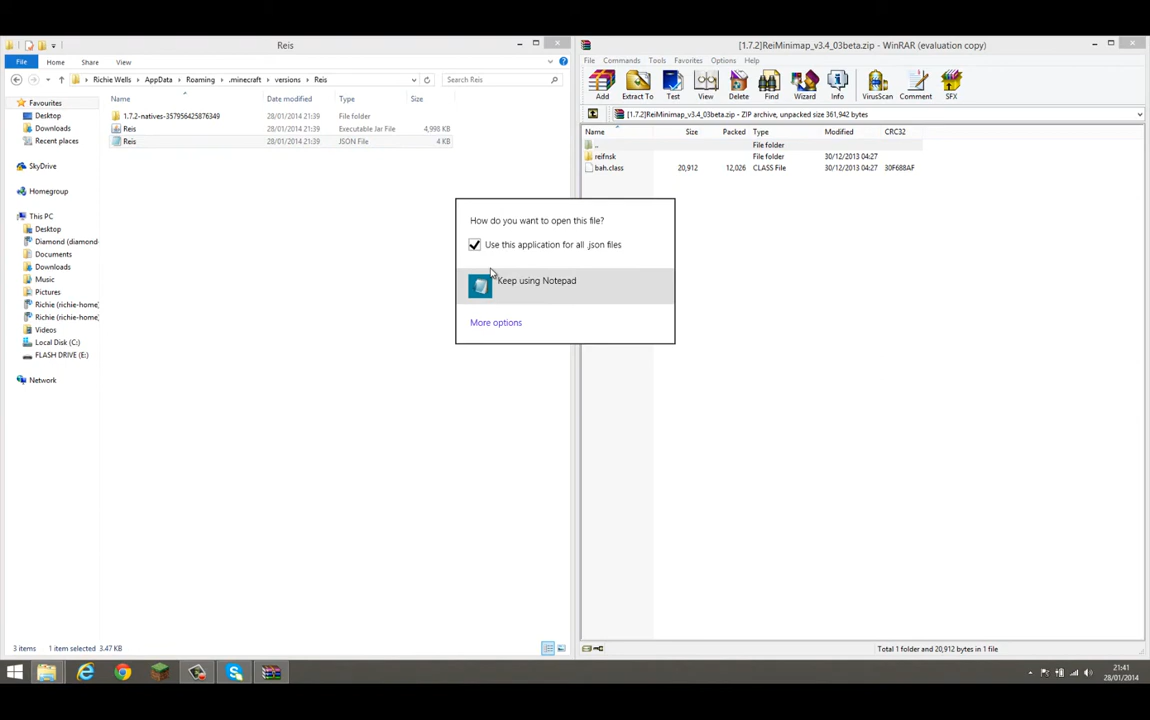 Reis
File Home Share View
Richie Wells › AppData › Roaming › .minecraft › versions › Reis
Search Reis
Name Date modified Type Size
Favourites
Desktop
Downloads
Recent places
SkyDrive
Homegroup
This PC
Desktop
Diamond (diamond-
Documents
Downloads
Music
Pictures
Richie (richie-home)
Richie (richie-home)
Videos
Local Disk (C:)
FLASH DRIVE (E:)
Network
1.7.2-natives-357956425876349 28/01/2014 21:39 File folder
Reis 28/01/2014 21:39 Executable Jar File 4,998 KB
Reis 28/01/2014 21:39 JSON File 4 KB
3 items 1 item selected 3.47 KB
[1.7.2]ReiMinimap_v3.4_03beta.zip - WinRAR (evaluation copy)
File Commands Tools Favorites Options Help
Add Extract To Test View Delete Find Wizard Info VirusScan Comment SFX
[1.7.2]ReiMinimap_v3.4_03beta.zip - ZIP archive, unpacked size 361,942 bytes
Name Size Packed Type Modified CRC32
.. File folder
reifnsk File folder 30/12/2013 04:27
bah.class 20,912 12,026 CLASS File 30/12/2013 04:27 30F688AF
Total 1 folder and 20,912 bytes in 1 file
How do you want to open this file?
Use this application for all .json files
Keep using Notepad
More options
21:41
28/01/2014